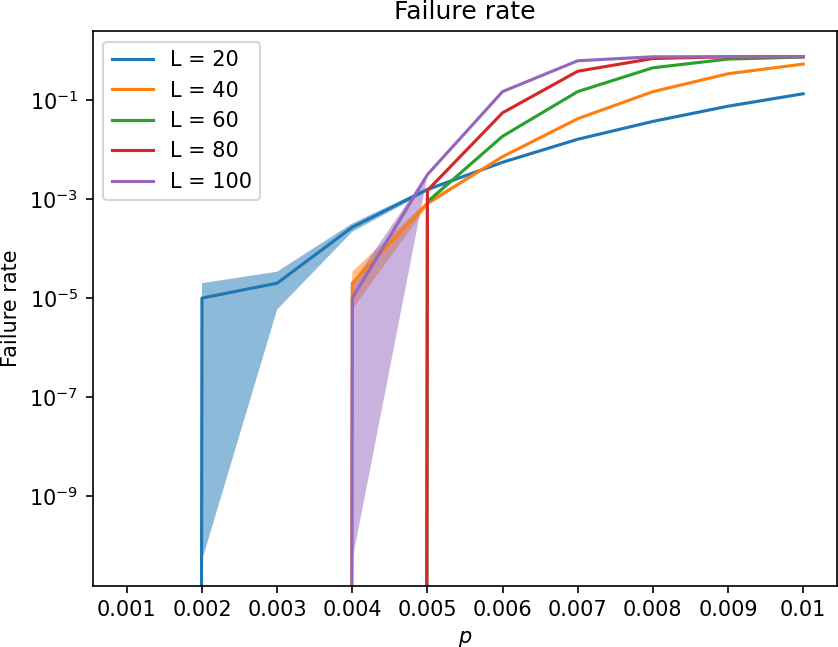 Failure rate
L = 20
L = 40
L = 60
L = 80
L = 100
Failure rate
10⁻¹
10⁻³
10⁻⁵
10⁻⁷
10⁻⁹
0.001 0.002 0.003 0.004 0.005 0.006 0.007 0.008 0.009 0.01
p